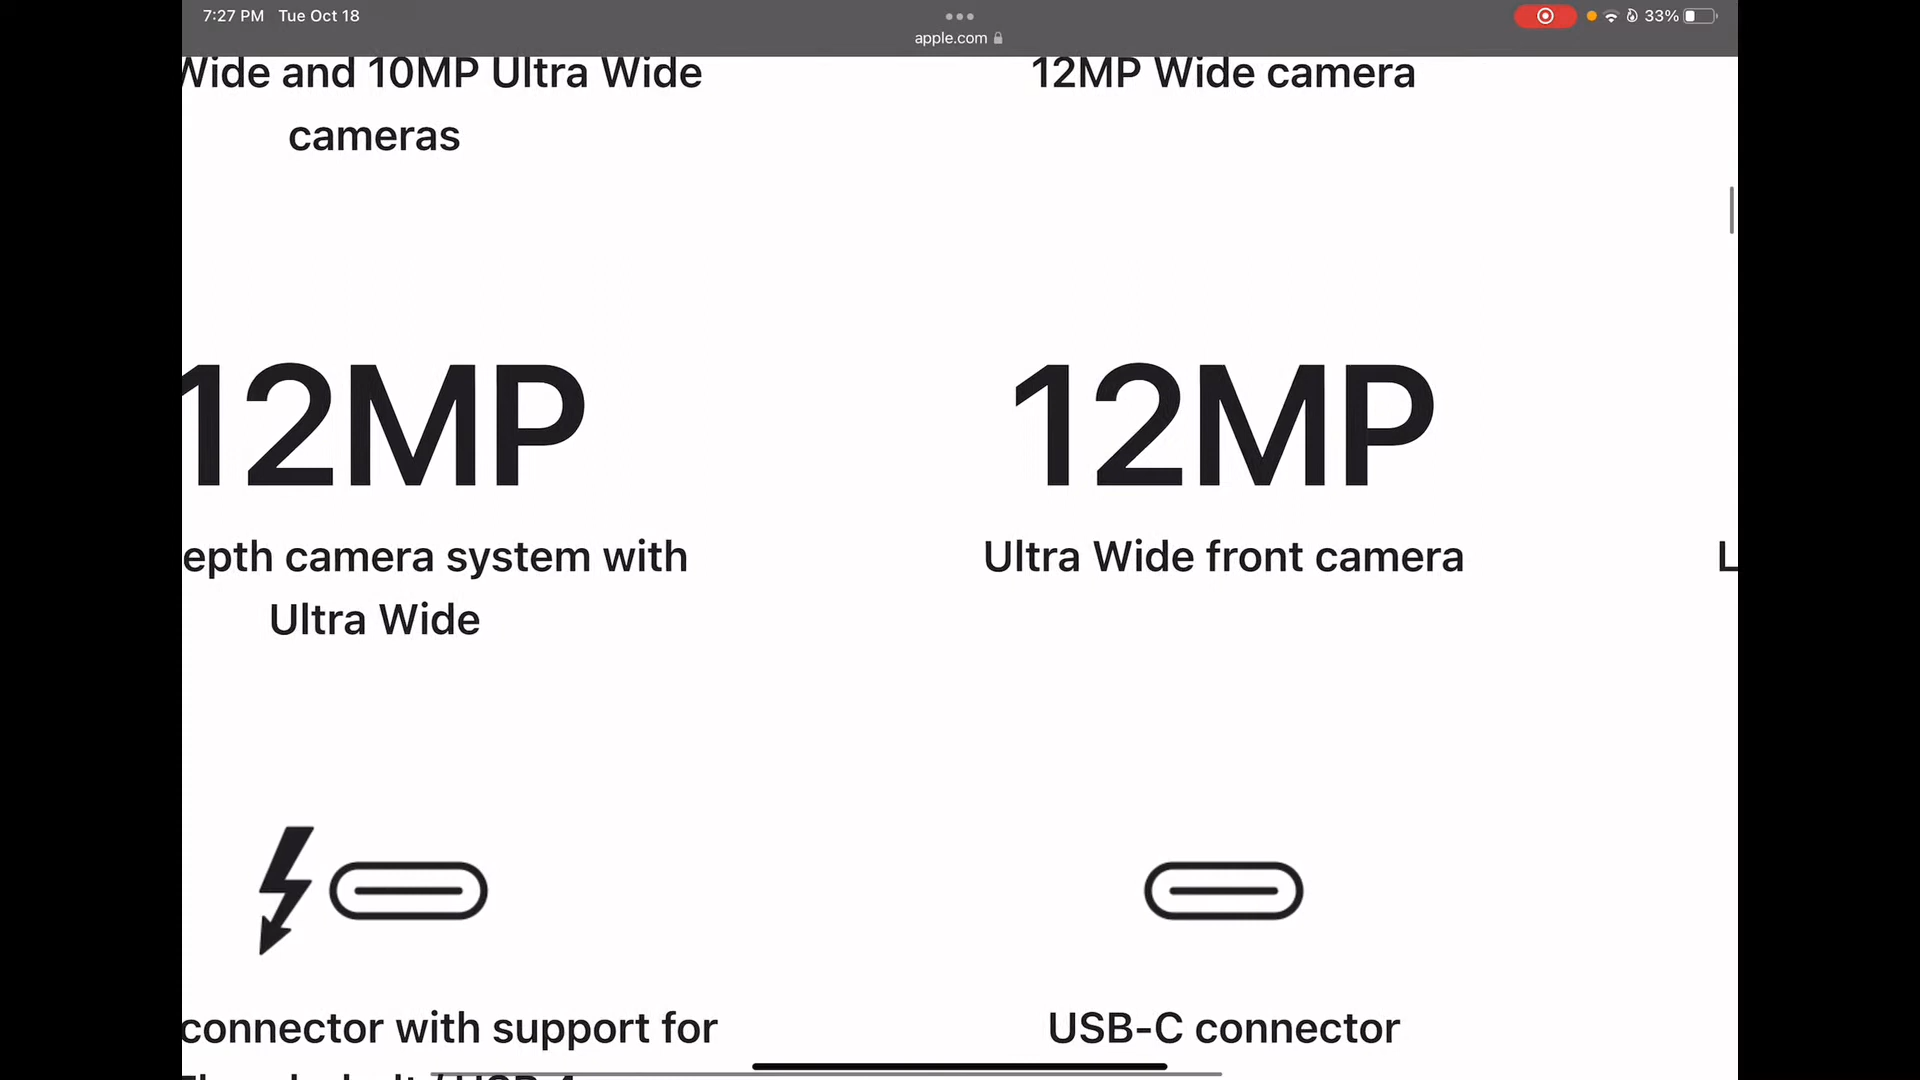 7:27 PM Tue Oct 18
apple.com
33%
Wide and 10MP Ultra Wide
cameras
12MP Wide camera
12MP
12MP
epth camera system with
Ultra Wide
Ultra Wide front camera
L
connector with support for
USB-C connector